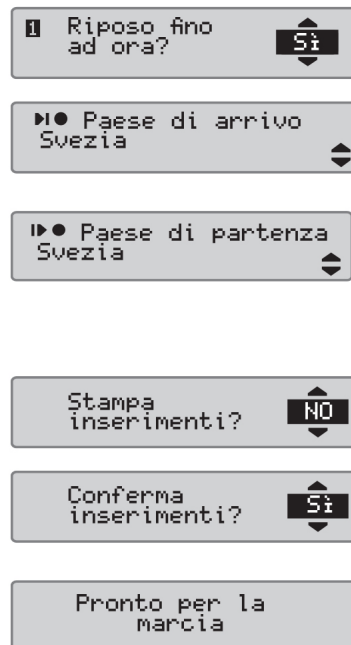 1 Riposo fino
ad ora?
Sì
Paese di arrivo
Svezia
Paese di partenza
Svezia
Stampa
inserimenti?
NO
Conferma
inserimenti?
Sì
Pronto per la
marcia